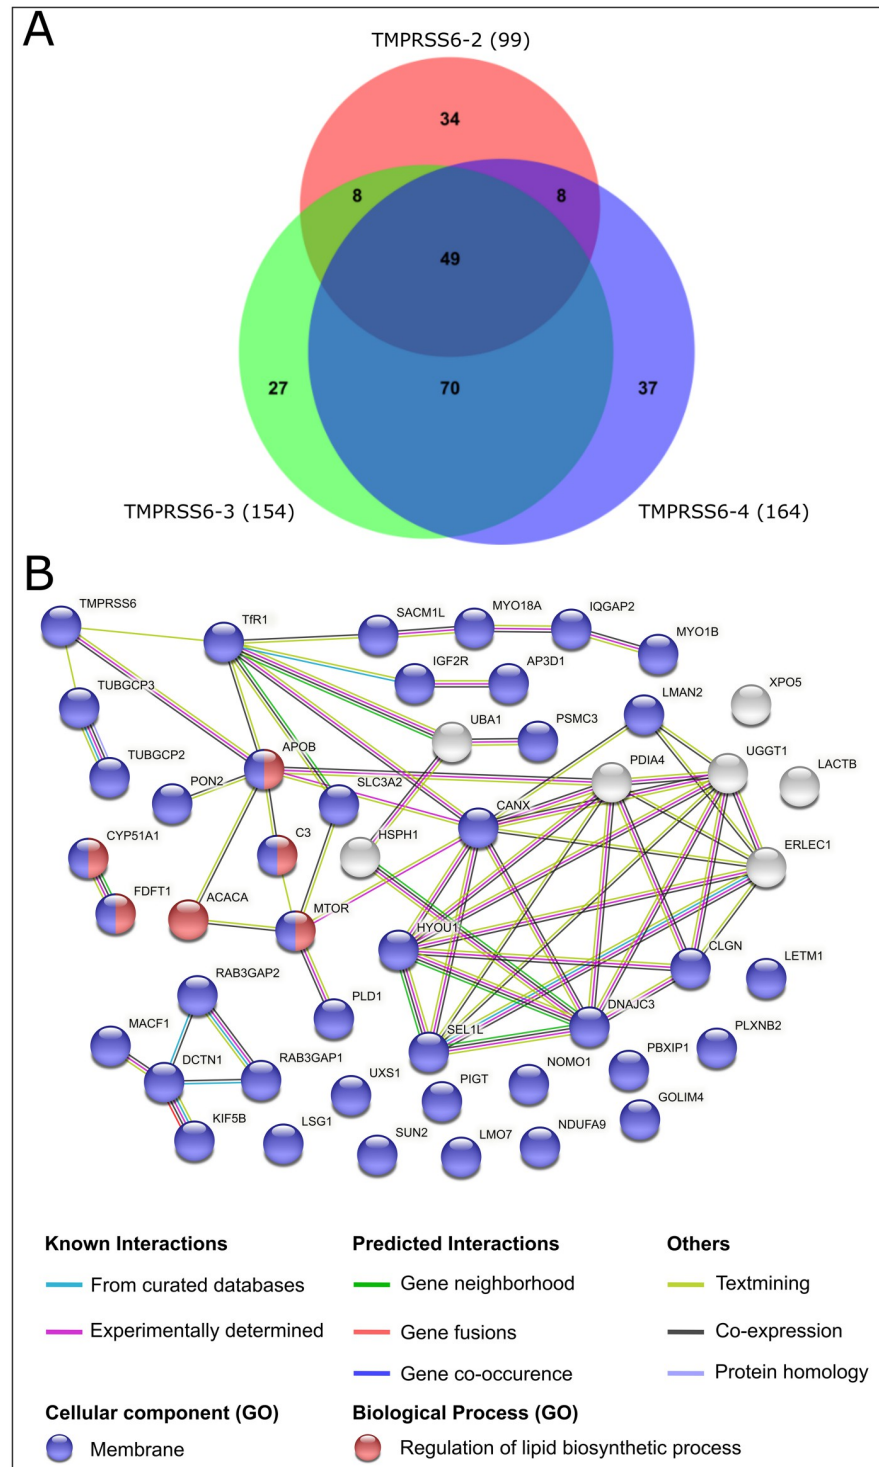 A
TMPRSS6-2 (99)
34
8
8
49
27
70
37
TMPRSS6-3 (154)
TMPRSS6-4 (164)
B
TMPRSS6
TfR1
SACM1L
MYO18A
IQGAP2
MYO1B
IGF2R
AP3D1
TUBGCP3
LMAN2
XPO5
UBA1
PSMC3
TUBGCP2
APOB
PDIA4
UGGT1
PON2
SLC3A2
CANX
LACTB
CYP51A1
C3
HSPH1
ERLEC1
FDFT1
ACACA
MTOR
HYOU1
CLGN
LETM1
RAB3GAP2
PLD1
DNAJC3
MACF1
SEL1L
PLXNB2
DCTN1
RAB3GAP1
PBXIP1
UXS1
PIGT
NOMO1
GOLIM4
KIF5B
LSG1
SUN2
LMO7
NDUFA9
Known Interactions
Predicted Interactions
Others
From curated databases
Gene neighborhood
Textmining
Experimentally determined
Gene fusions
Co-expression
Gene co-occurence
Protein homology
Cellular component (GO)
Biological Process (GO)
Membrane
Regulation of lipid biosynthetic process